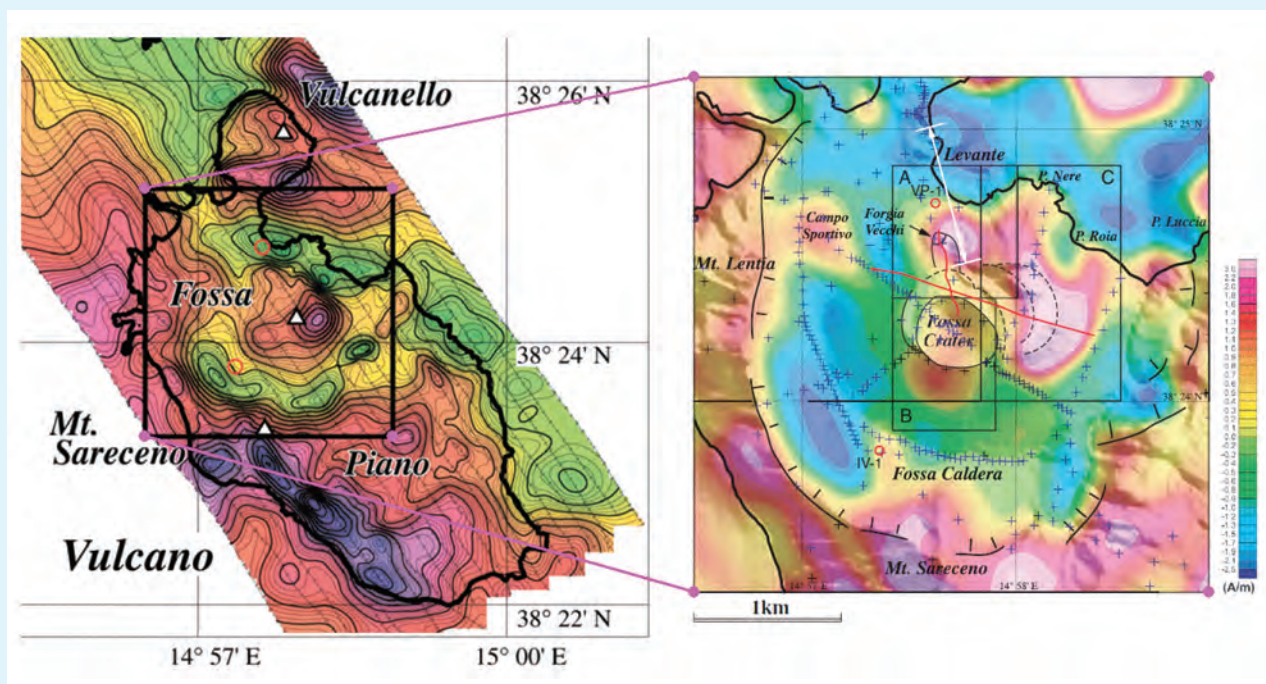 Vulcanello
38° 26' N
Fossa
38° 24' N
Mt.
Sareceno
Piano
Vulcano
38° 22' N
14° 57' E
15° 00' E
38° 25' N
Levante
A
P. Nere
C
VP-1
Campo
Sportivo
Forgia
Vecchi
P. Luccia
P. Roia
Mt. Lentia
Fossa
Crater
38° 24' N
B
IV-1
Fossa Caldera
Mt. Sareceno
14° 58' E
(A/m)
1km